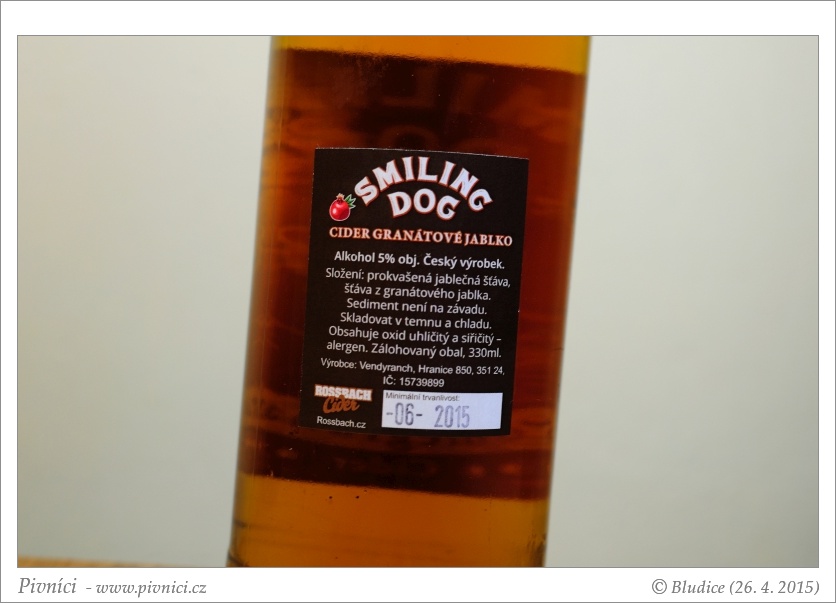 SMILING
DOG
CIDER GRANÁTOVÉ JABLKO
Alkohol 5% obj. Český výrobek.
Složení: prokvašená jablečná šťáva,
šťáva z granátového jablka.
Sediment není na závadu.
Skladovat v temnu a chladu.
Obsahuje oxid uhličitý a siřičitý –
alergen. Zálohovaný obal, 330ml.
Výrobce: Vendyranch, Hranice 850, 351 24,
IČ: 15739899
ROSSBACH
Cider
Rossbach.cz
Minimální trvanlivost:
-06- 2015
Pivníci - www.pivnici.cz
© Bludice (26. 4. 2015)